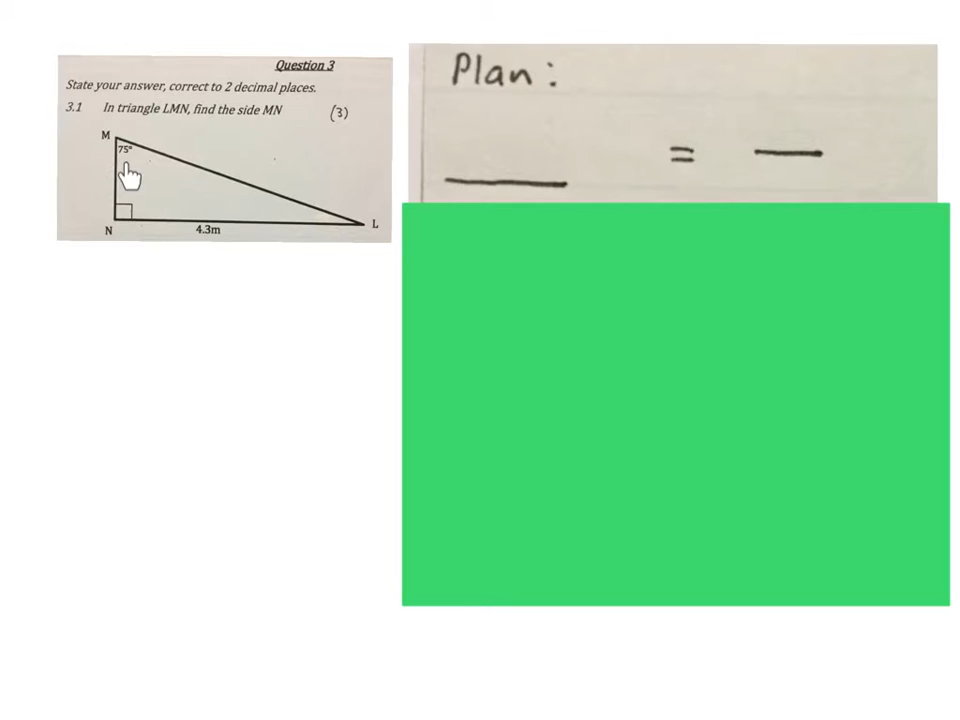 Question 3
State your answer, correct to 2 decimal places.
3.1 In triangle LMN, find the side MN (3)
M
75°
N
4.3m
L
Plan:
=